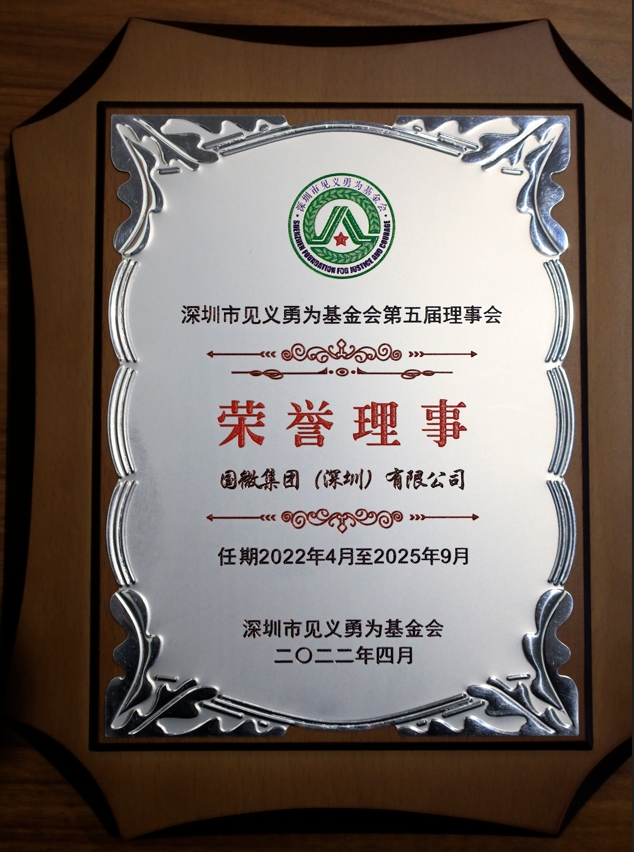 深圳市见义勇为基金会
SHENZHEN FOUNDATION FOR JUSTICE AND COURAGE
深圳市见义勇为基金会第五届理事会
荣誉理事
国微集团（深圳）有限公司
任期2022年4月至2025年9月
深圳市见义勇为基金会
二〇二二年四月